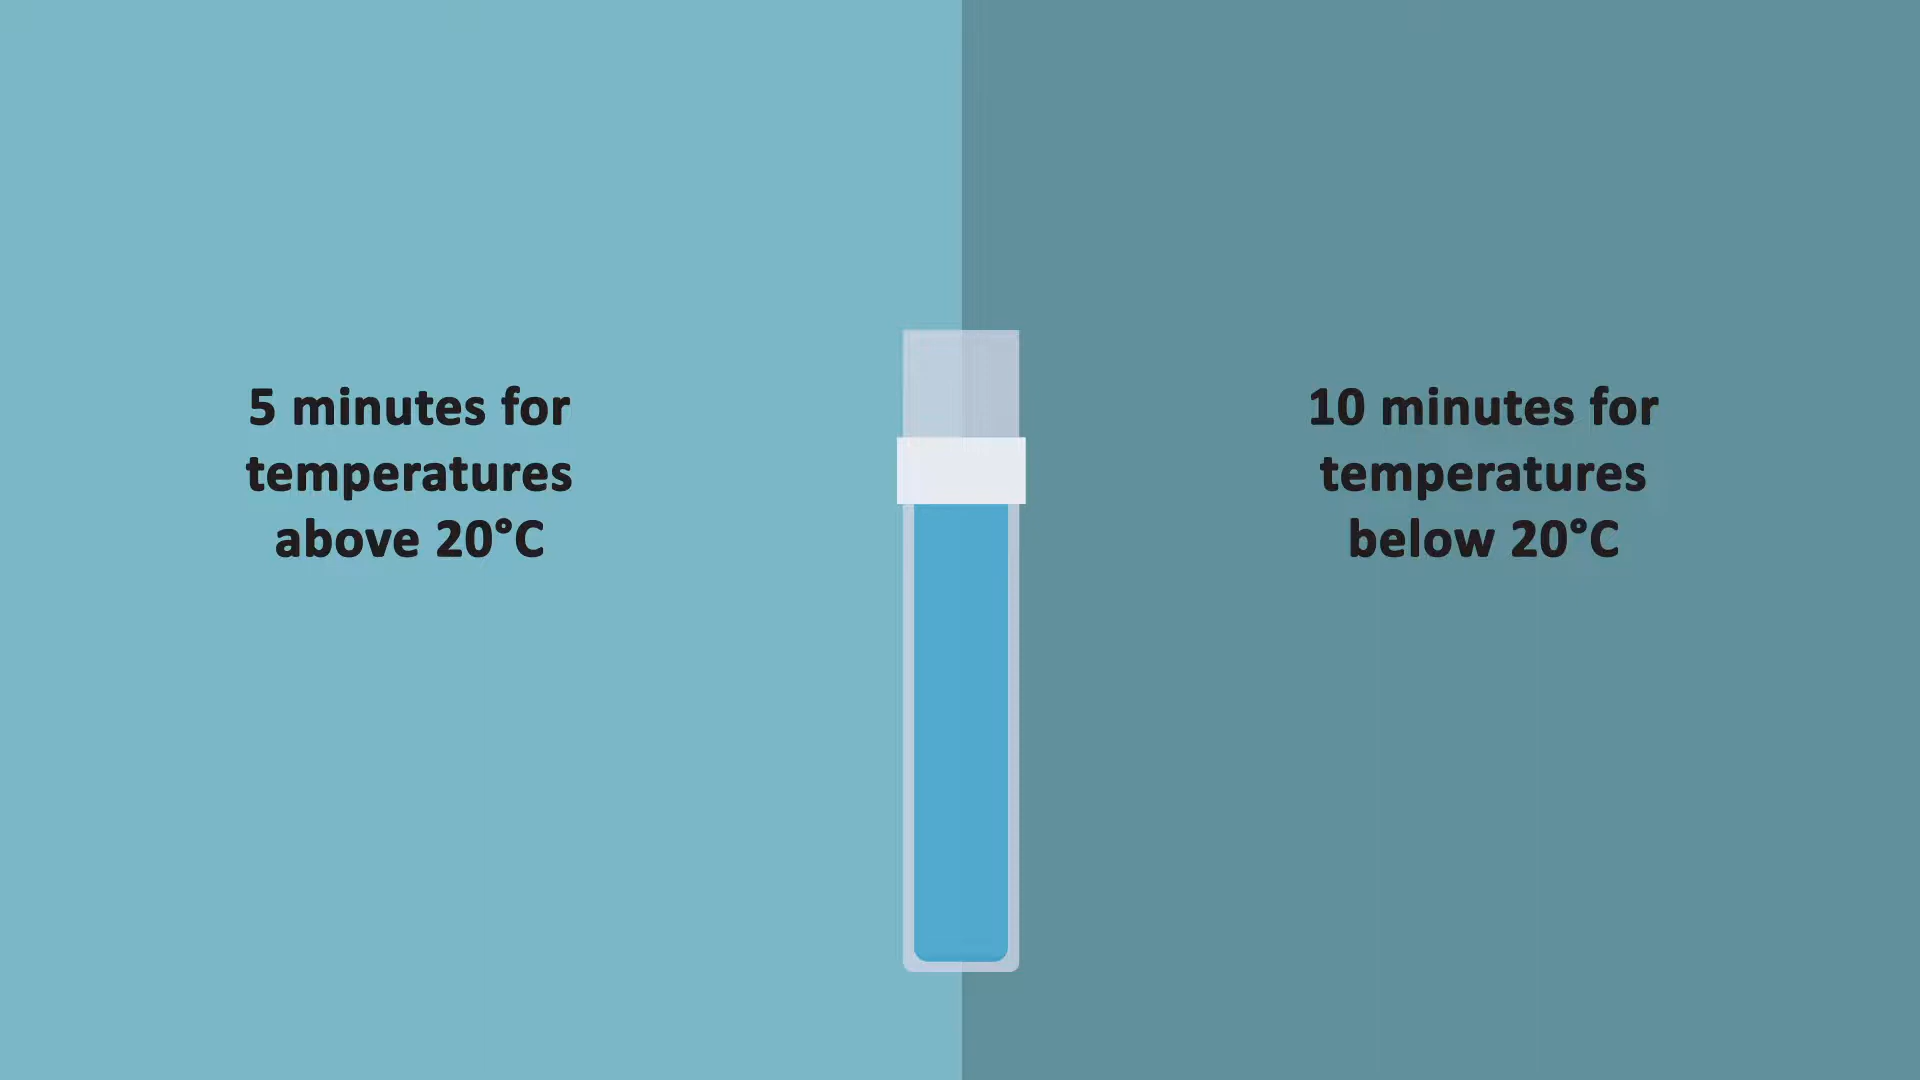 5 minutes for
temperatures
above 20°C
10 minutes for
temperatures
below 20°C